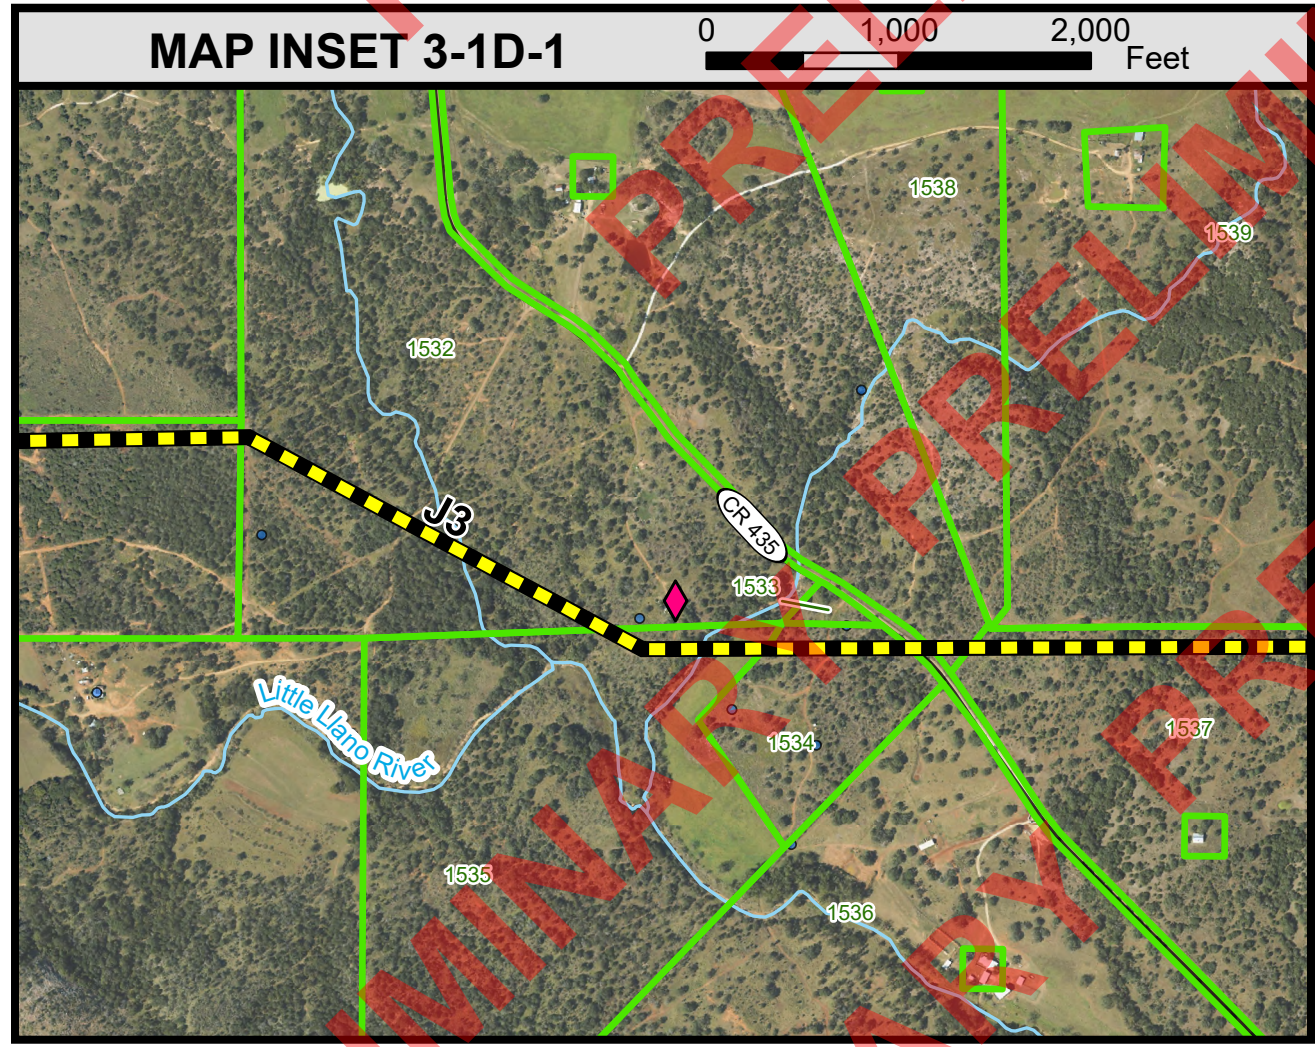 MAP INSET 3-1D-1
0 1,000 2,000
Feet
1538
1539
1532
J3
CR 435
1533
Little Llano River
1537
1534
1535
1536
PRELIMINARY
PRELIMINARY